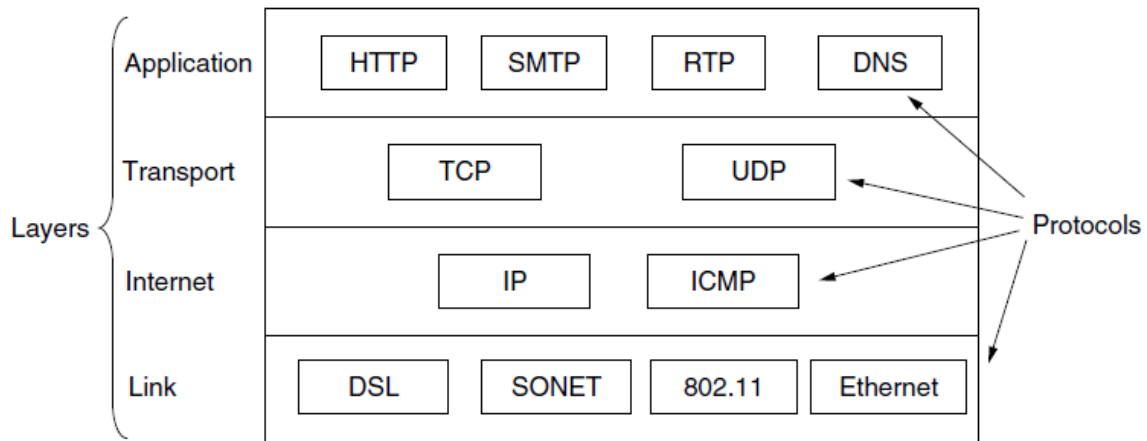 Application HTTP SMTP RTP DNS
Transport TCP UDP
Layers Protocols
Internet IP ICMP
Link DSL SONET 802.11 Ethernet